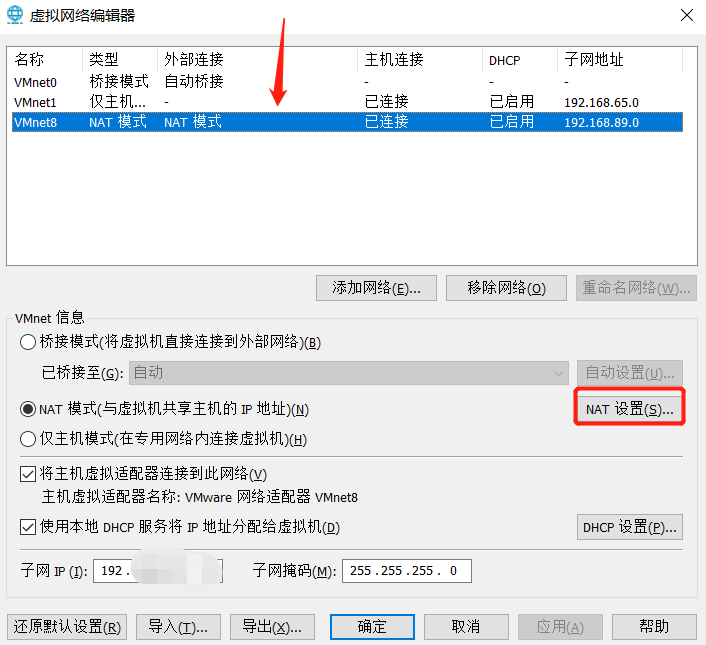 虚拟网络编辑器
名称 类型 外部连接 主机连接 DHCP 子网地址
VMnet0 桥接模式 自动桥接 - - -
VMnet1 仅主机... - 已连接 已启用 192.168.65.0
VMnet8 NAT 模式 NAT 模式 已连接 已启用 192.168.89.0
添加网络(E)... 移除网络(O) 重命名网络(W)...
VMnet 信息
桥接模式(将虚拟机直接连接到外部网络)(B)
已桥接至(G): 自动 自动设置(U)...
NAT 模式(与虚拟机共享主机的 IP 地址)(N) NAT 设置(S)...
仅主机模式(在专用网络内连接虚拟机)(H)
将主机虚拟适配器连接到此网络(V)
主机虚拟适配器名称: VMware 网络适配器 VMnet8
使用本地 DHCP 服务将 IP 地址分配给虚拟机(D) DHCP 设置(P)...
子网 IP (I): 192. 子网掩码(M): 255.255.255. 0
还原默认设置(R) 导入(T)... 导出(X)... 确定 取消 应用(A) 帮助